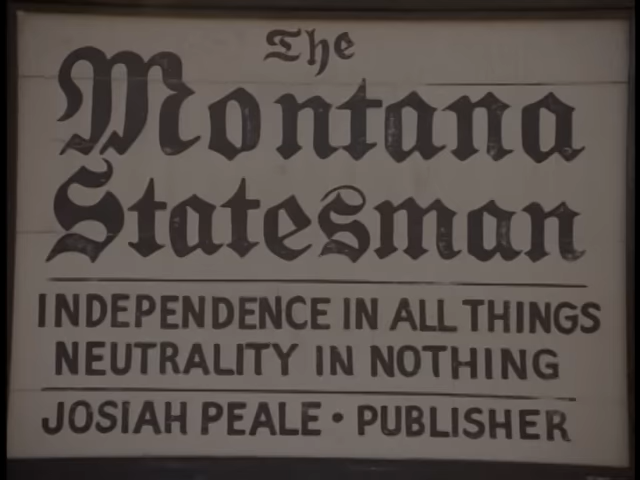 The
Montana
Statesman
INDEPENDENCE IN ALL THINGS
NEUTRALITY IN NOTHING
JOSIAH PEALE • PUBLISHER